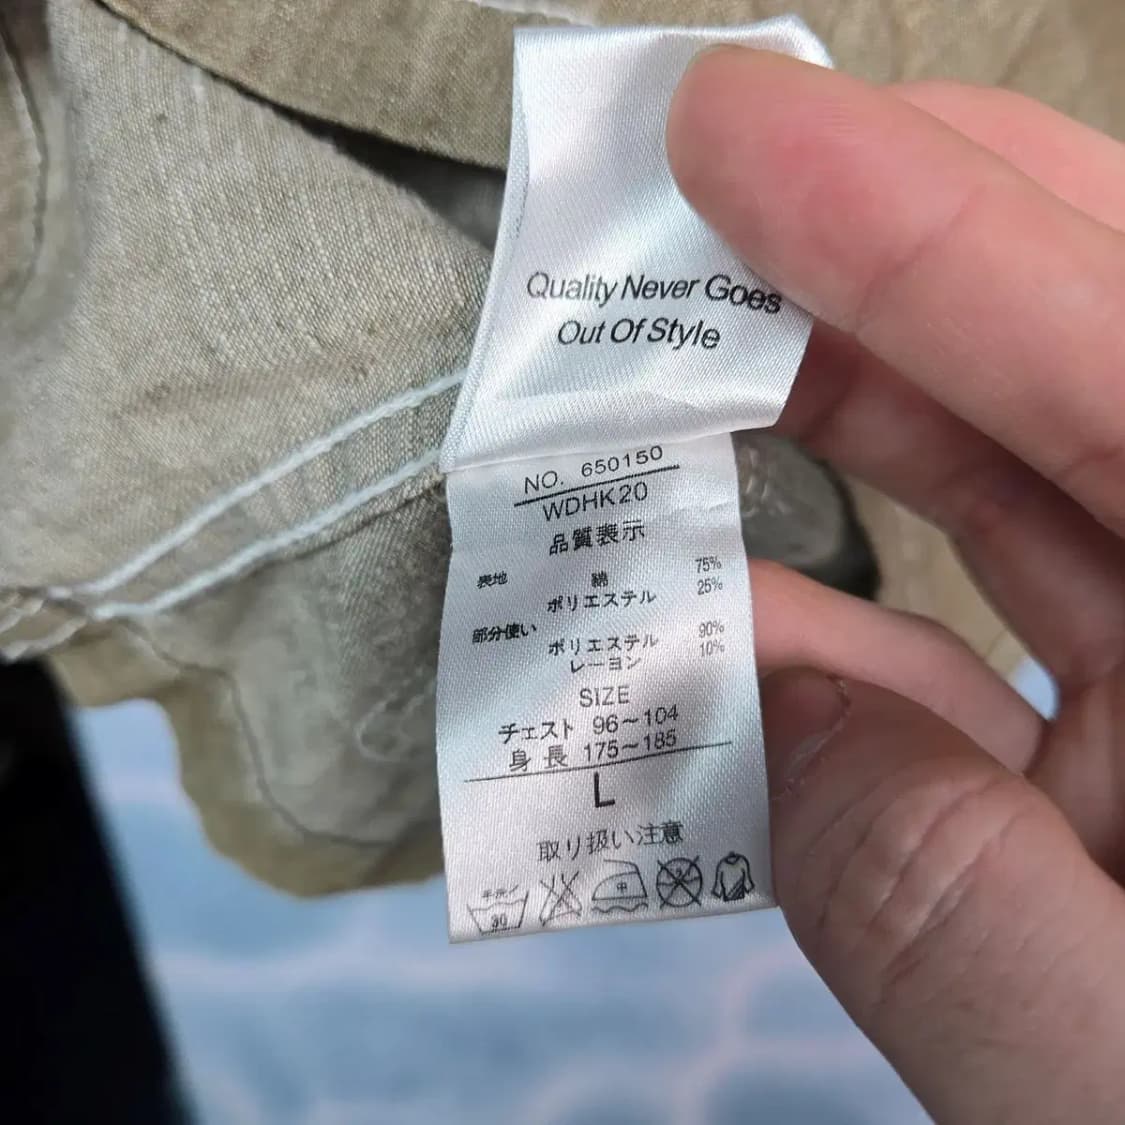 Quality Never Goes
Out Of Style
NO. 650150
WDHK20
品質表示
表地 綿 75%
ポリエステル 25%
部分使い ポリエステル 90%
レーヨン 10%
SIZE
チェスト 96~104
身長 175~185
L
取り扱い注意
30 中